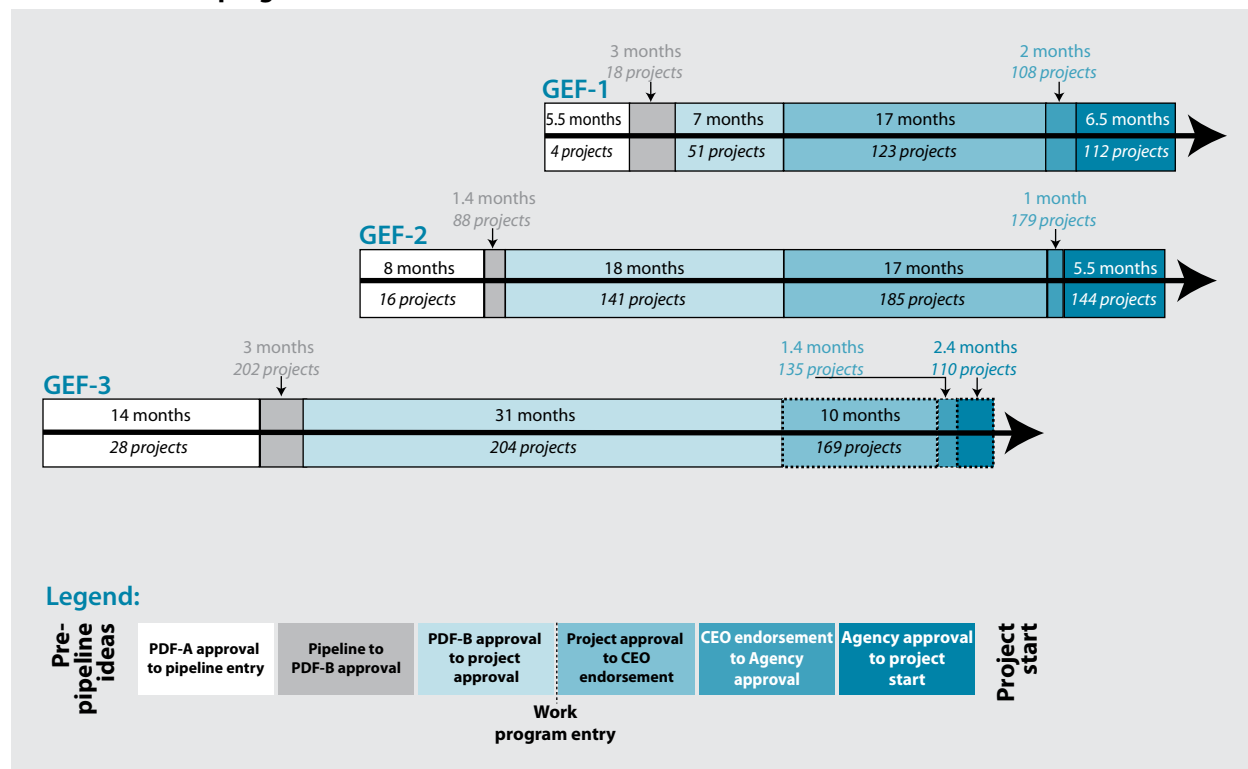 3 months
18 projects
2 months
108 projects
GEF-1
5.5 months
7 months
17 months
6.5 months
4 projects
51 projects
123 projects
112 projects
1.4 months
88 projects
1 month
179 projects
GEF-2
8 months
18 months
17 months
5.5 months
16 projects
141 projects
185 projects
144 projects
3 months
202 projects
1.4 months
135 projects
2.4 months
110 projects
GEF-3
14 months
31 months
10 months
28 projects
204 projects
169 projects
Legend:
Pre-
pipeline
ideas
PDF-A approval
to pipeline entry
Pipeline to
PDF-B approval
PDF-B approval
to project
approval
Project approval
to CEO
endorsement
CEO endorsement
to Agency
approval
Agency approval
to project
start
Project
start
Work
program entry